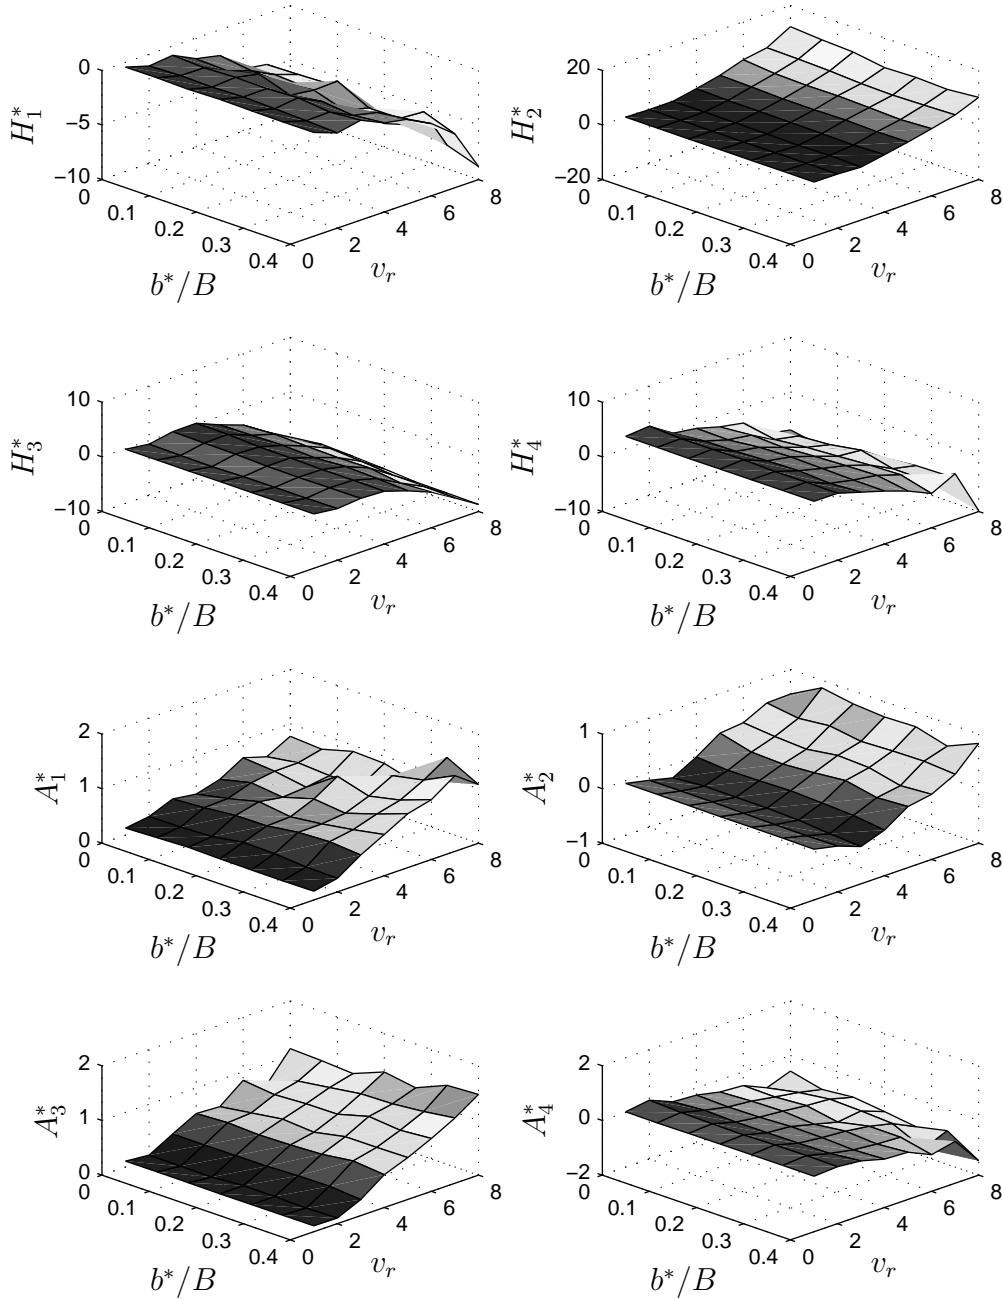 0 −5 −10 H₁* 0 0.1 0.2 0.3 0.4 b*/B 0 2 4 6 8 v_r
20 0 −20 H₂* 0 0.1 0.2 0.3 0.4 b*/B 0 2 4 6 8 v_r
10 0 −10 H₃* 0 0.1 0.2 0.3 0.4 b*/B 0 2 4 6 8 v_r
10 0 −10 H₄* 0 0.1 0.2 0.3 0.4 b*/B 0 2 4 6 8 v_r
2 1 0 A₁* 0 0.1 0.2 0.3 0.4 b*/B 0 2 4 6 8 v_r
1 0 −1 A₂* 0 0.1 0.2 0.3 0.4 b*/B 0 2 4 6 8 v_r
2 1 0 A₃* 0 0.1 0.2 0.3 0.4 b*/B 0 2 4 6 8 v_r
2 0 −2 A₄* 0 0.1 0.2 0.3 0.4 b*/B 0 2 4 6 8 v_r